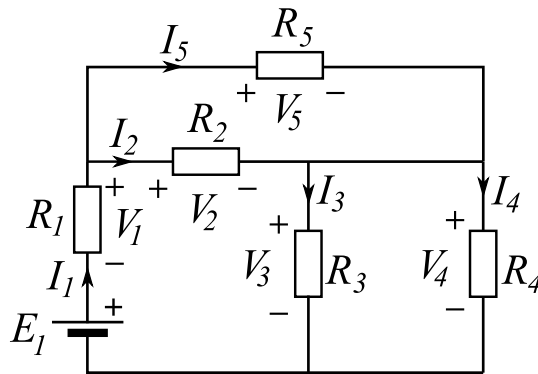 I5 R5
+ V5 −
I2 R2
+ V2 −
I3 I4
R1 + V1 −
+ V3 − R3
+ V4 − R4
I1
E1 +